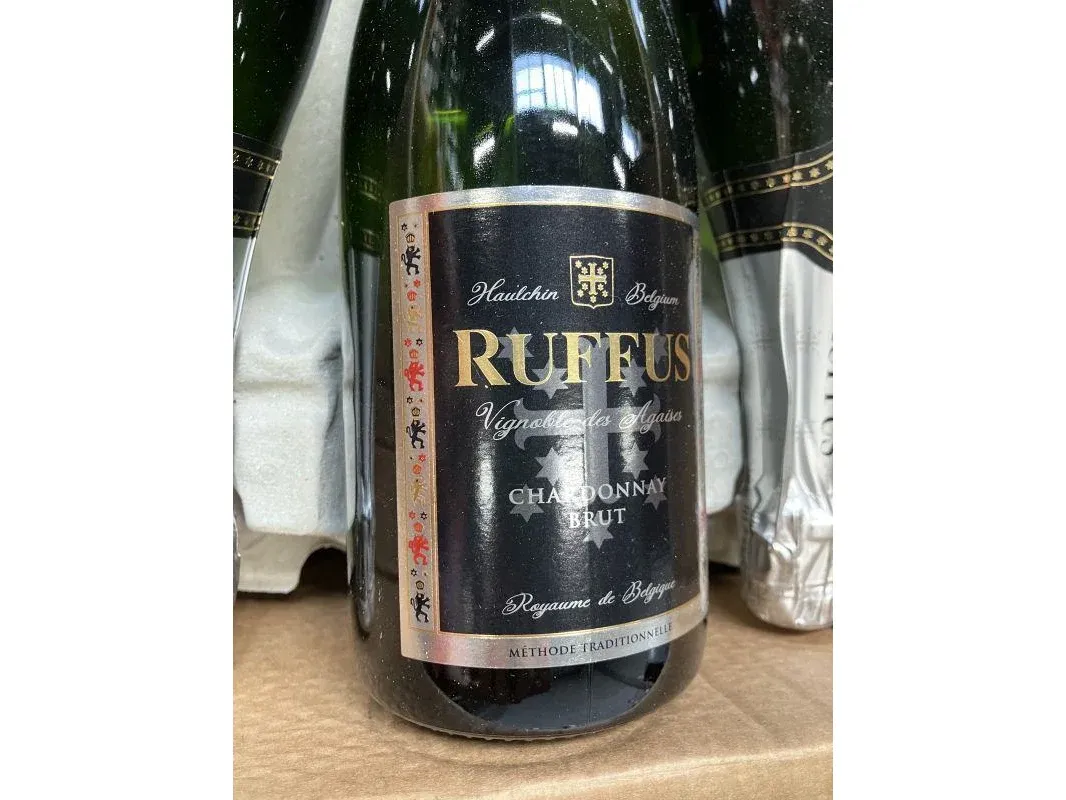 Haulchin Belgium
RUFFUS
Vignoble des Agaises
CHARDONNAY
BRUT
Royaume de Belgique
MÉTHODE TRADITIONNELLE